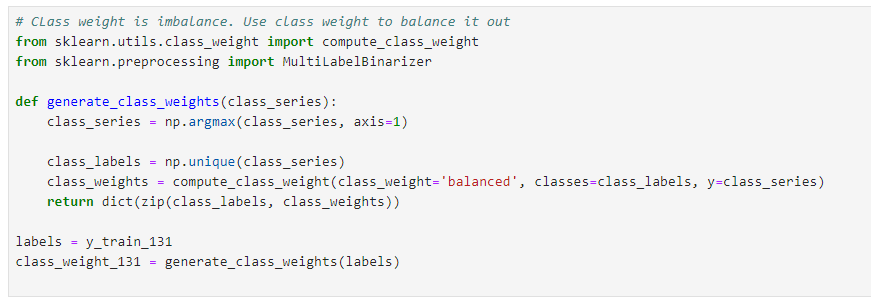 # CLass weight is imbalance. Use class weight to balance it out
from sklearn.utils.class_weight import compute_class_weight
from sklearn.preprocessing import MultiLabelBinarizer
def generate_class_weights(class_series):
    class_series = np.argmax(class_series, axis=1)
    class_labels = np.unique(class_series)
    class_weights = compute_class_weight(class_weight='balanced', classes=class_labels, y=class_series)
    return dict(zip(class_labels, class_weights))
labels = y_train_131
class_weight_131 = generate_class_weights(labels)